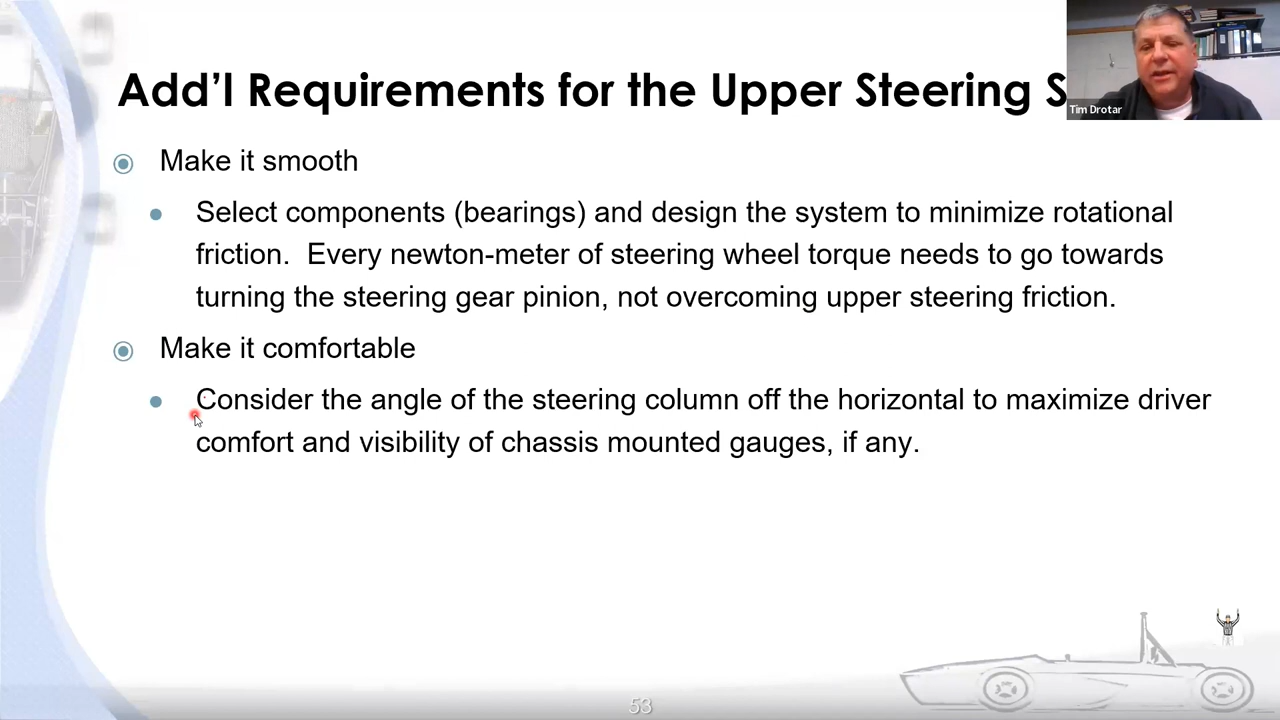 Add’l Requirements for the Upper Steering S
Tim Drotar
Make it smooth
Select components (bearings) and design the system to minimize rotational
friction.  Every newton-meter of steering wheel torque needs to go towards
turning the steering gear pinion, not overcoming upper steering friction.
Make it comfortable
Consider the angle of the steering column off the horizontal to maximize driver
comfort and visibility of chassis mounted gauges, if any.
53